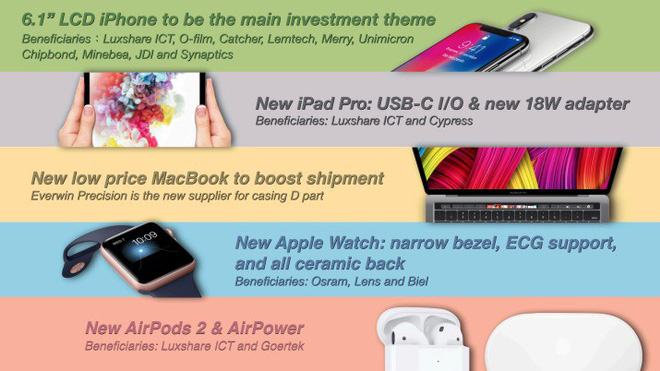 6.1” LCD iPhone to be the main investment theme
Beneficiaries：Luxshare ICT, O-film, Catcher, Lemtech, Merry, Unimicron
Chipbond, Minebea, JDI and Synaptics
New iPad Pro: USB-C I/O & new 18W adapter
Beneficiaries: Luxshare ICT and Cypress
New low price MacBook to boost shipment
Everwin Precision is the new supplier for casing D part
10:09
New Apple Watch: narrow bezel, ECG support,
and all ceramic back
Beneficiaries: Osram, Lens and Biel
New AirPods 2 & AirPower
Beneficiaries: Luxshare ICT and Goertek